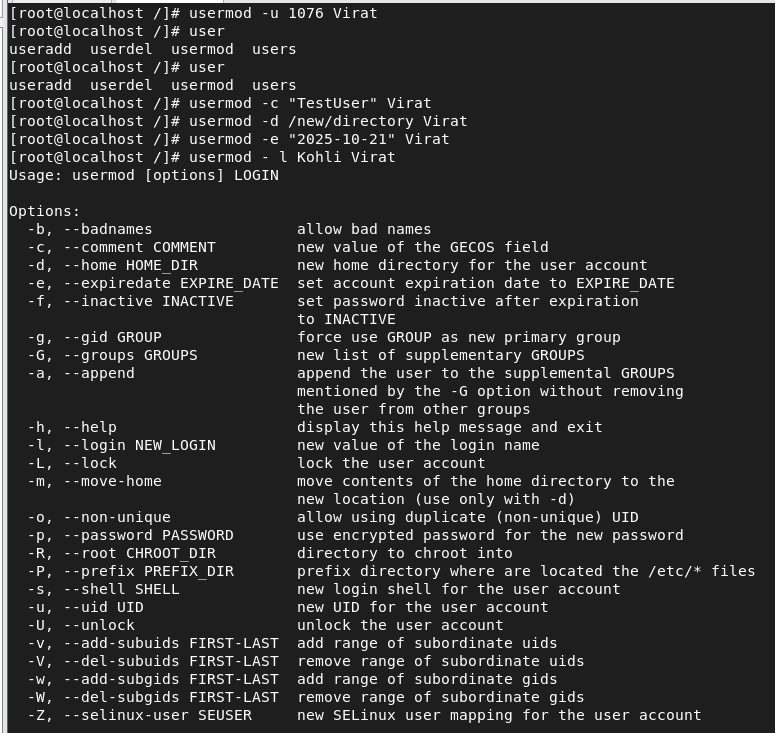 [root@localhost /]# usermod -u 1076 Virat
[root@localhost /]# user
useradd  userdel  usermod  users
[root@localhost /]# user
useradd  userdel  usermod  users
[root@localhost /]# usermod -c "TestUser" Virat
[root@localhost /]# usermod -d /new/directory Virat
[root@localhost /]# usermod -e "2025-10-21" Virat
[root@localhost /]# usermod - l Kohli Virat
Usage: usermod [options] LOGIN

Options:
  -b, --badnames                allow bad names
  -c, --comment COMMENT         new value of the GECOS field
  -d, --home HOME_DIR           new home directory for the user account
  -e, --expiredate EXPIRE_DATE  set account expiration date to EXPIRE_DATE
  -f, --inactive INACTIVE       set password inactive after expiration
                                to INACTIVE
  -g, --gid GROUP               force use GROUP as new primary group
  -G, --groups GROUPS           new list of supplementary GROUPS
  -a, --append                  append the user to the supplemental GROUPS
                                mentioned by the -G option without removing
                                the user from other groups
  -h, --help                    display this help message and exit
  -l, --login NEW_LOGIN         new value of the login name
  -L, --lock                    lock the user account
  -m, --move-home               move contents of the home directory to the
                                new location (use only with -d)
  -o, --non-unique              allow using duplicate (non-unique) UID
  -p, --password PASSWORD       use encrypted password for the new password
  -R, --root CHROOT_DIR         directory to chroot into
  -P, --prefix PREFIX_DIR       prefix directory where are located the /etc/* files
  -s, --shell SHELL             new login shell for the user account
  -u, --uid UID                 new UID for the user account
  -U, --unlock                  unlock the user account
  -v, --add-subuids FIRST-LAST  add range of subordinate uids
  -V, --del-subuids FIRST-LAST  remove range of subordinate uids
  -w, --add-subgids FIRST-LAST  add range of subordinate gids
  -W, --del-subgids FIRST-LAST  remove range of subordinate gids
  -Z, --selinux-user SEUSER     new SELinux user mapping for the user account